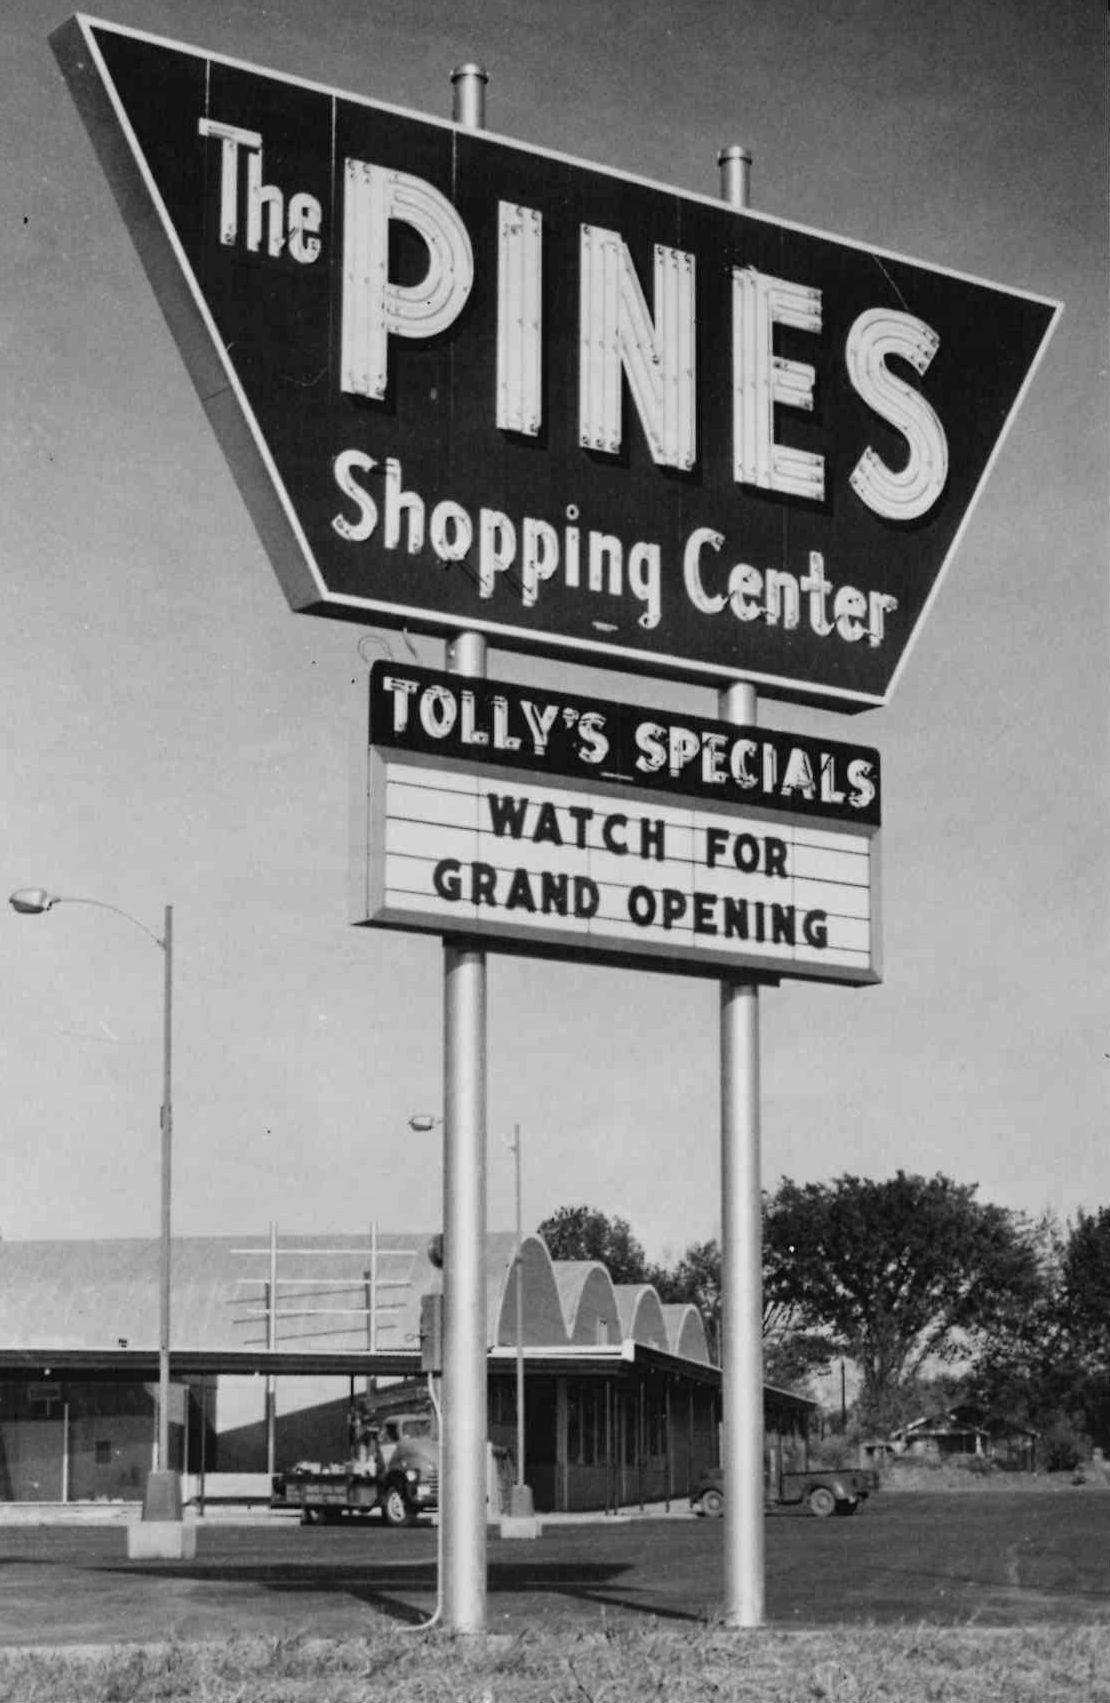 The PINES
Shopping Center
TOLLY'S SPECIALS
WATCH FOR
GRAND OPENING